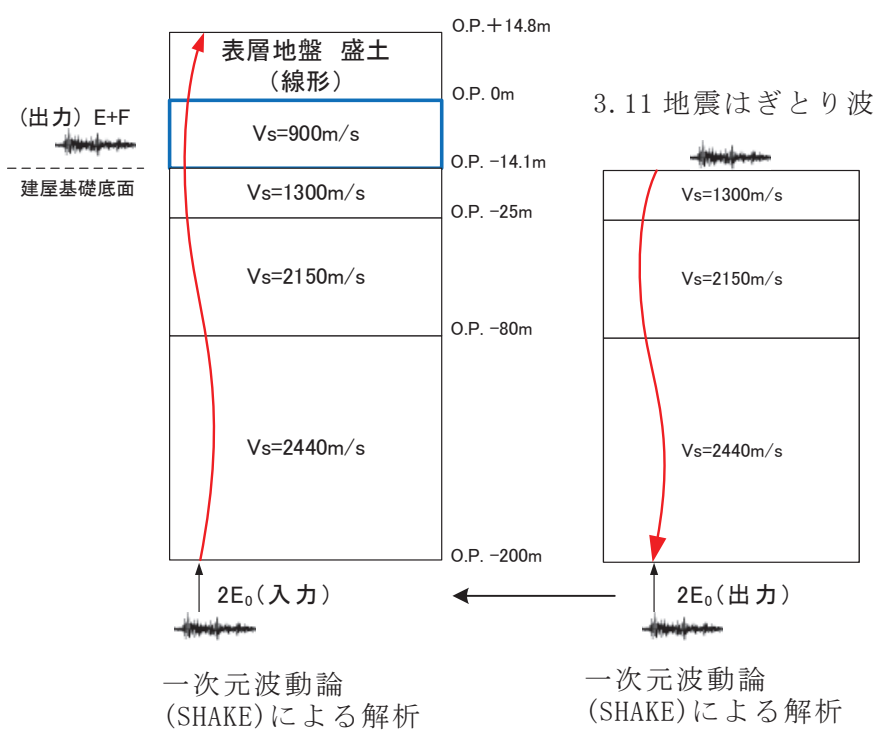 O.P.＋14.8m
表層地盤 盛土
（線形）
O.P. 0m
(出力) E+F
Vs=900m/s
O.P. −14.1m
建屋基礎底面
Vs=1300m/s
O.P. −25m
Vs=2150m/s
O.P. −80m
Vs=2440m/s
O.P. −200m
2E₀(入力)
一次元波動論
(SHAKE)による解析
3.11 地震はぎとり波
Vs=1300m/s
Vs=2150m/s
Vs=2440m/s
2E₀(出力)
一次元波動論
(SHAKE)による解析